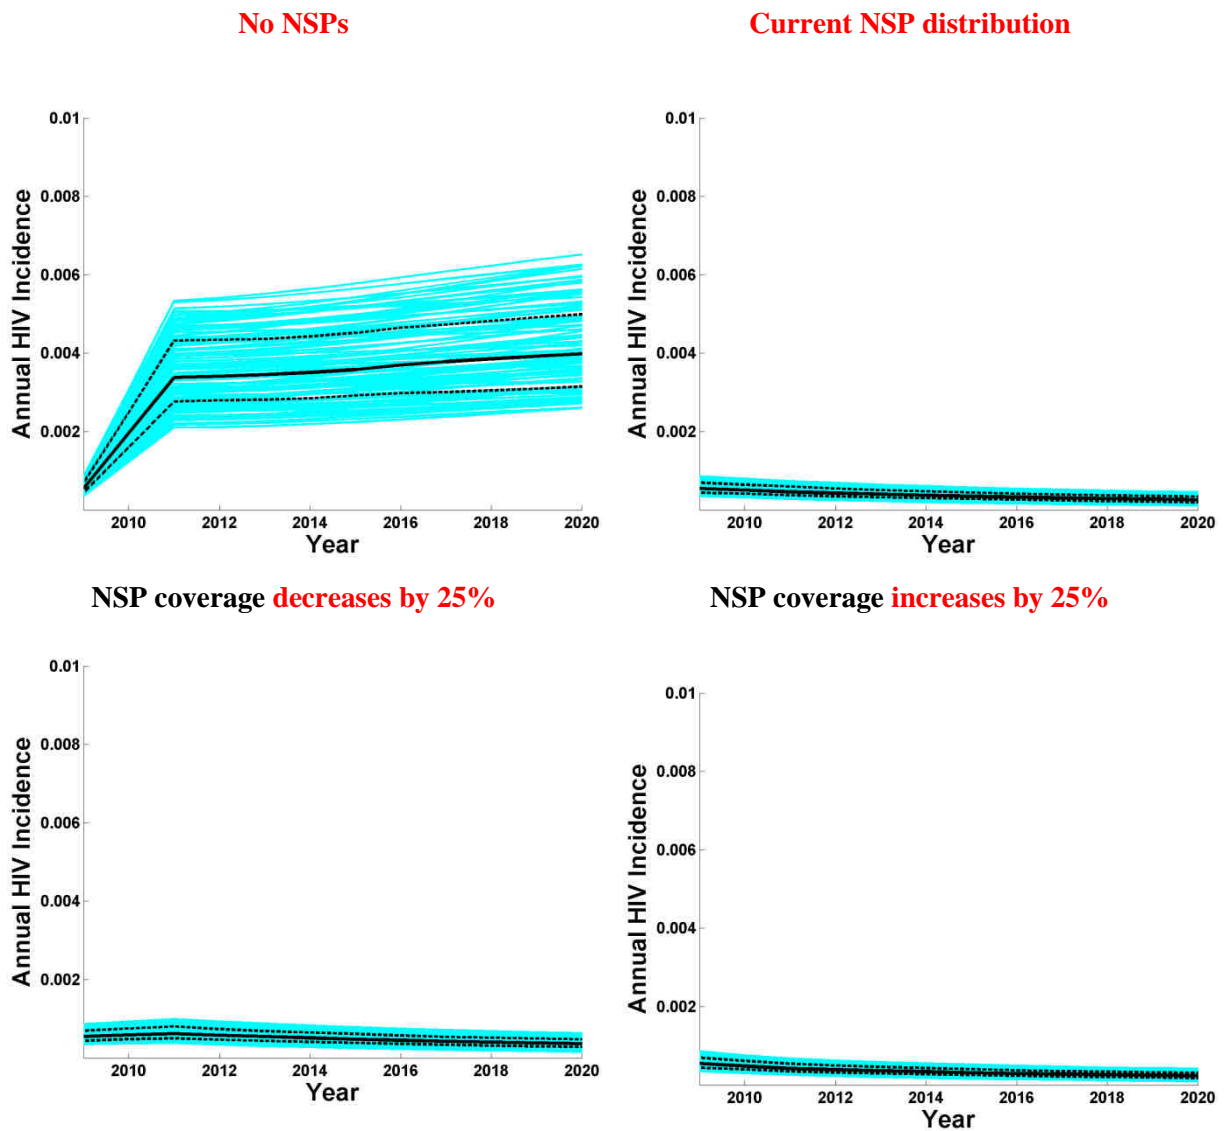 No NSPs
Current NSP distribution
0.01
0.008
0.006
0.004
0.002
Annual HIV Incidence
2010 2012 2014 2016 2018 2020
Year
0.01
0.008
0.006
0.004
0.002
Annual HIV Incidence
2010 2012 2014 2016 2018 2020
Year
NSP coverage decreases by 25%
NSP coverage increases by 25%
0.01
0.008
0.006
0.004
0.002
Annual HIV Incidence
2010 2012 2014 2016 2018 2020
Year
0.01
0.008
0.006
0.004
0.002
Annual HIV Incidence
2010 2012 2014 2016 2018 2020
Year